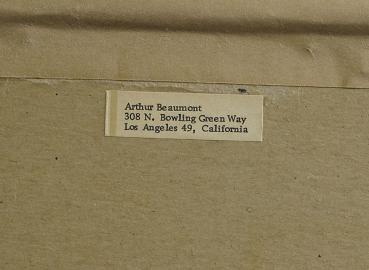 Arthur Beaumont
308 N. Bowling Green Way
Los Angeles 49, California